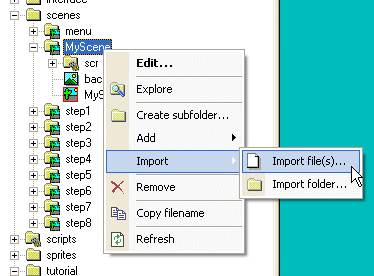 interface
scenes
menu
MyScene
scr
bac
MyS
step1
step2
step3
step4
step5
step6
step7
step8
scripts
sprites
tutorial
Edit...
Explore
Create subfolder...
Add
Import
Remove
Copy filename
Refresh
Import file(s)...
Import folder...